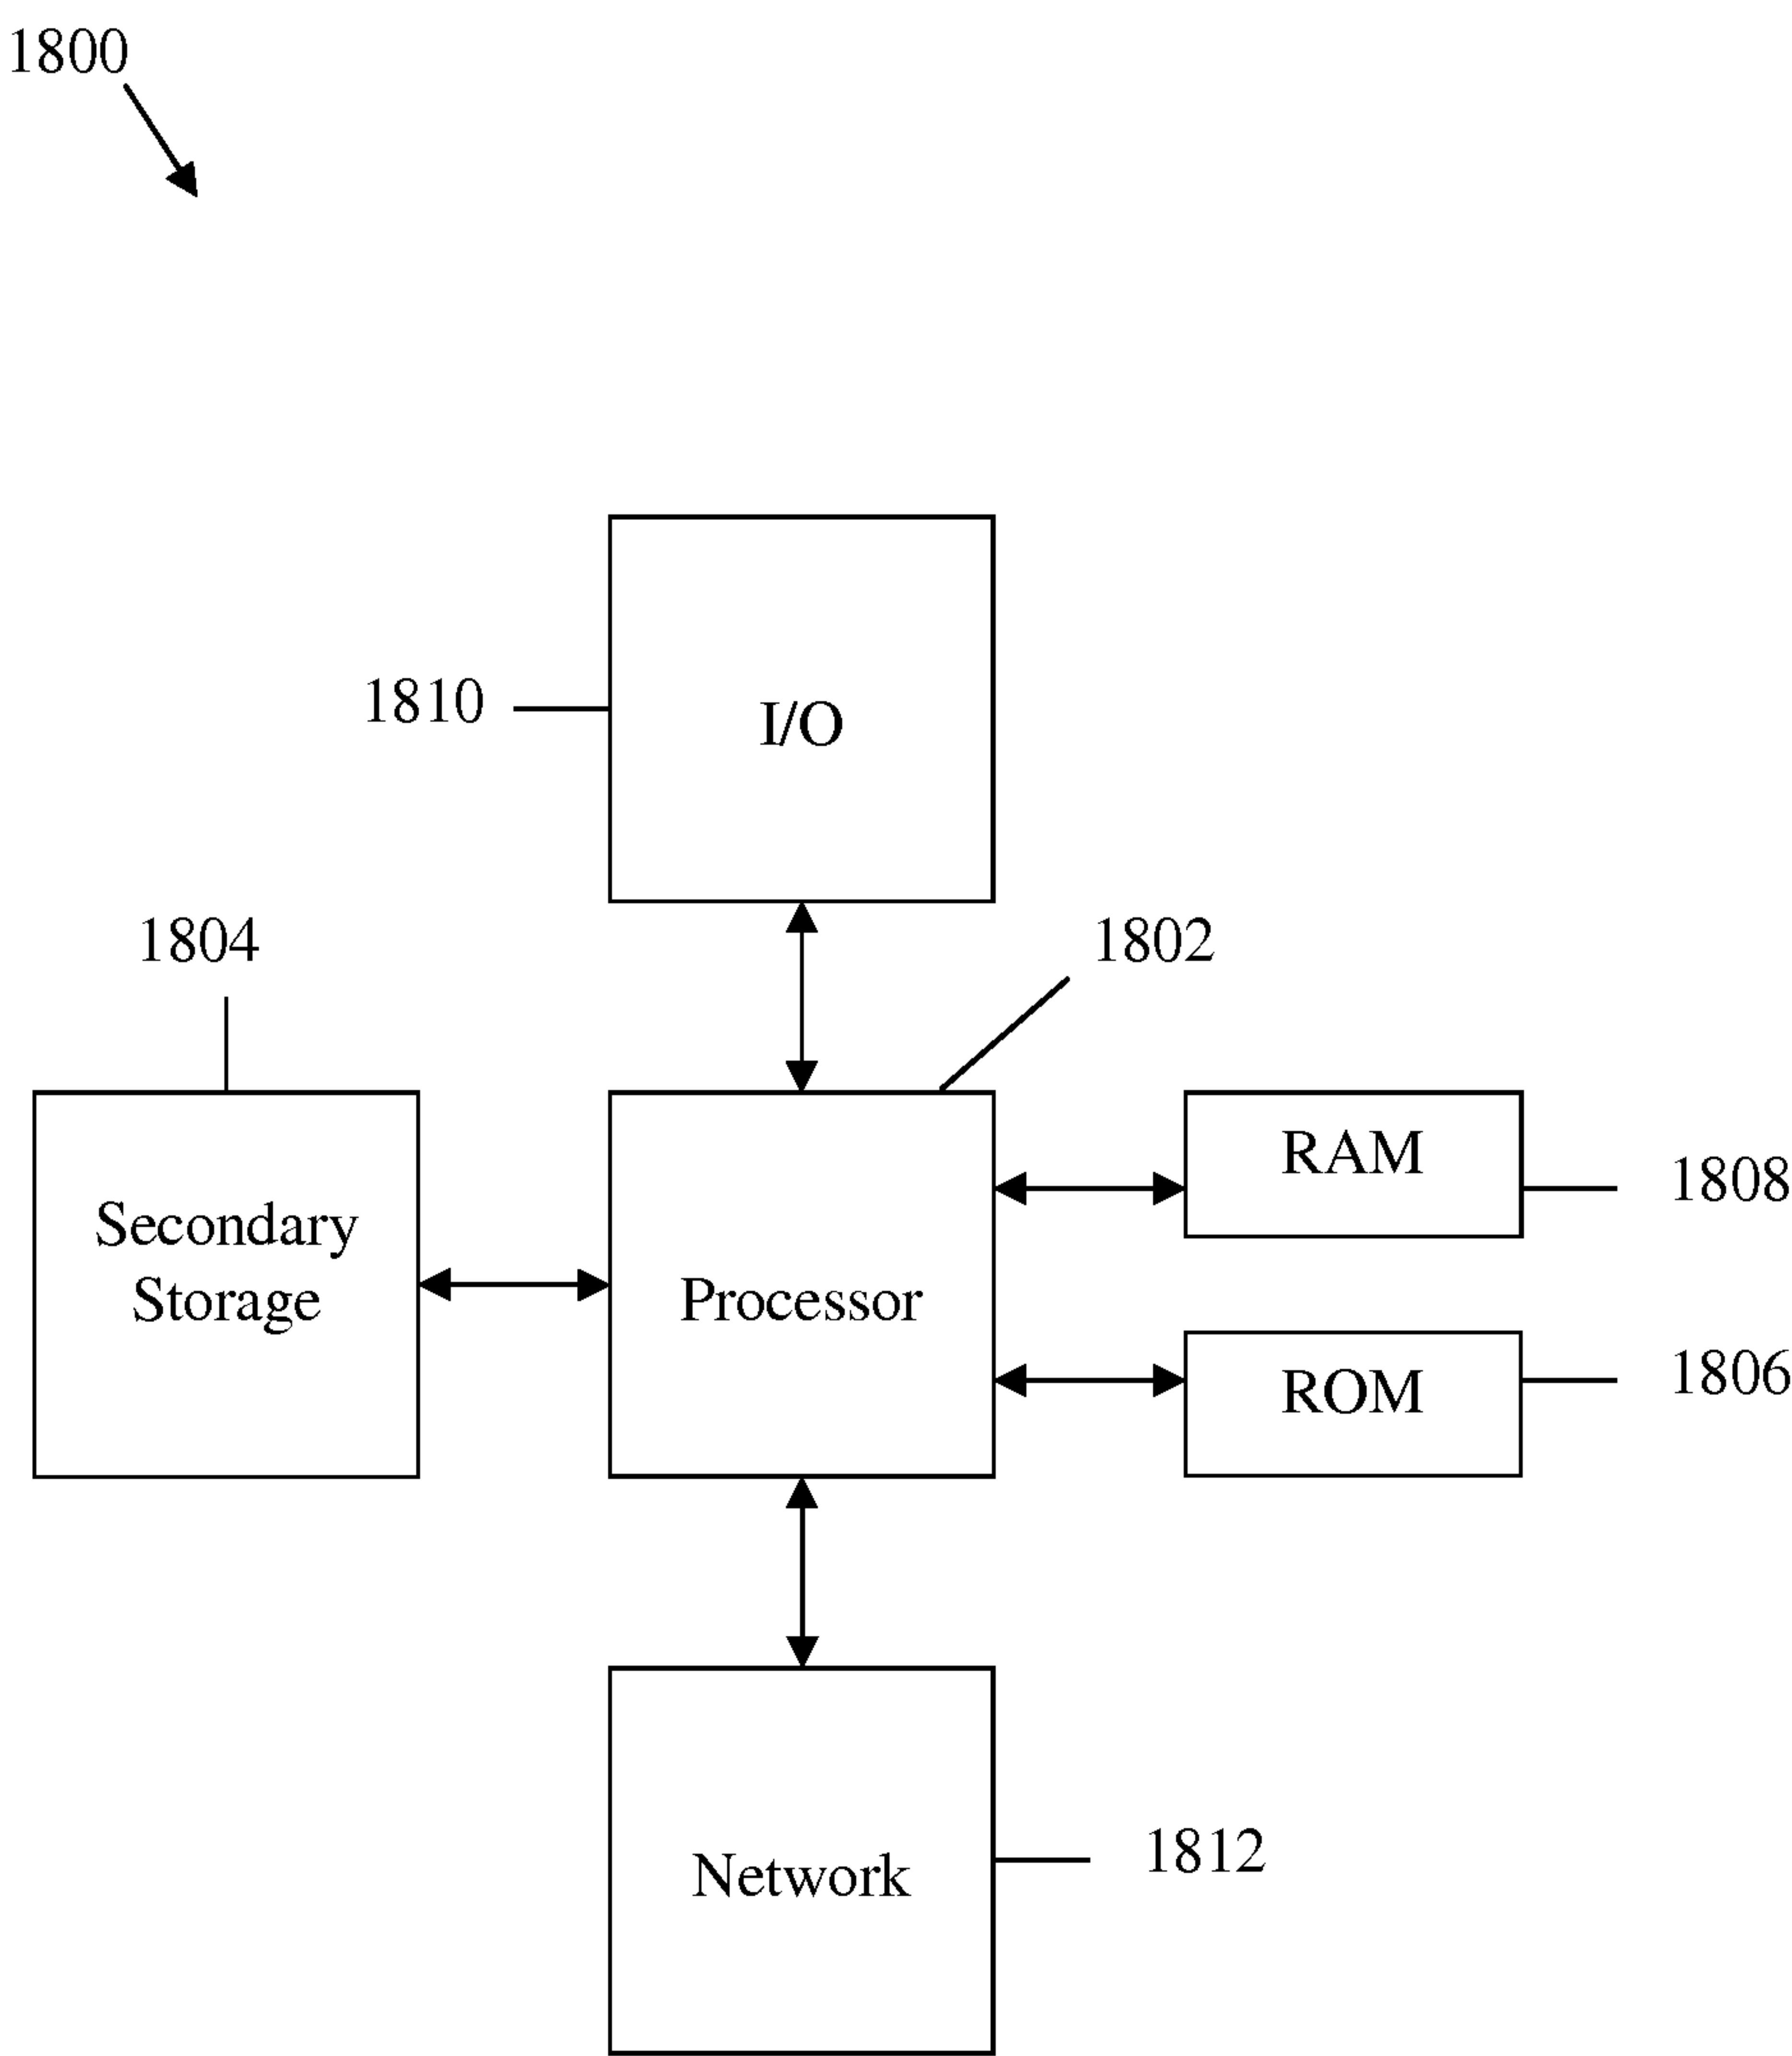 1800
1810
I/O
1804
1802
RAM
1808
Secondary
Storage
Processor
ROM
1806
Network
1812